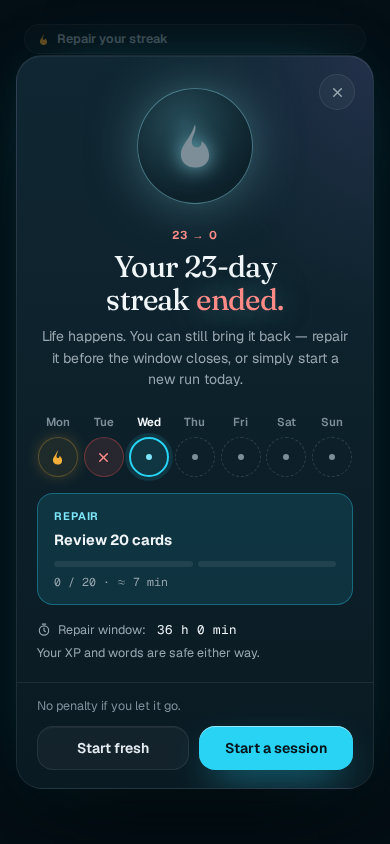 Repair your streak
23 → 0
Your 23-day
streak ended.
Life happens. You can still bring it back — repair
it before the window closes, or simply start a
new run today.
Mon Tue Wed Thu Fri Sat Sun
REPAIR
Review 20 cards
0 / 20 · ≈ 7 min
Repair window: 36 h 0 min
Your XP and words are safe either way.
No penalty if you let it go.
Start fresh
Start a session